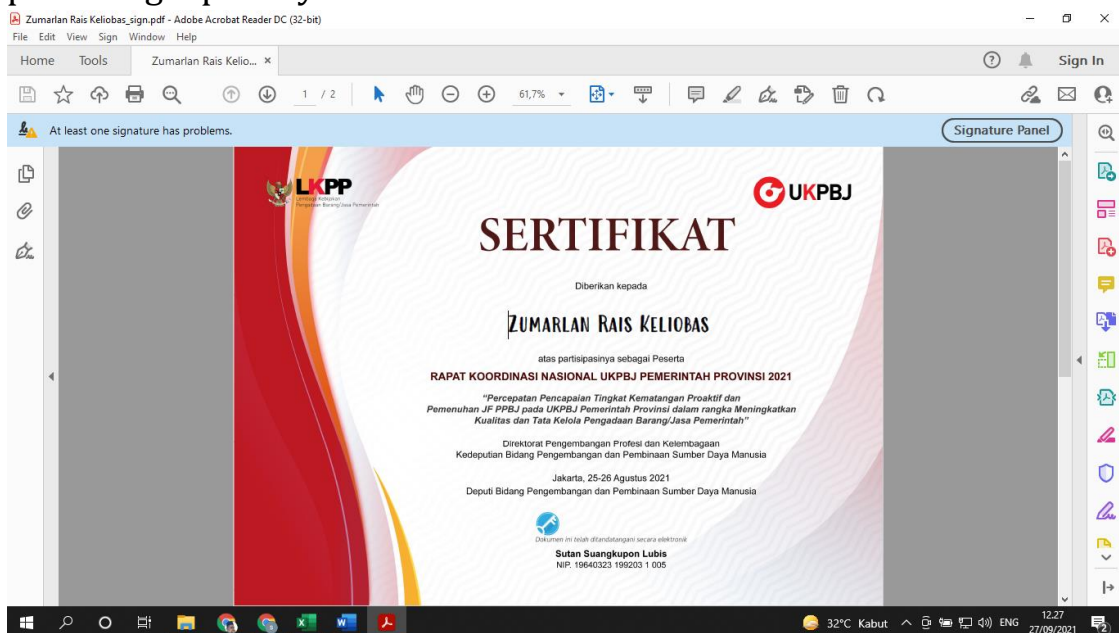 Zumarlan Rais Keliobas_sign.pdf - Adobe Acrobat Reader DC (32-bit)
File Edit View Sign Window Help
Home Tools Zumarlan Rais Kelio... ×
Sign In
1 / 2
61,7%
At least one signature has problems.
Signature Panel
LKPP
Lembaga Kebijakan
Pengadaan Barang/Jasa Pemerintah
UKPBJ
SERTIFIKAT
Diberikan kepada
ZUMARLAN RAIS KELIOBAS
atas partisipasinya sebagai Peserta
RAPAT KOORDINASI NASIONAL UKPBJ PEMERINTAH PROVINSI 2021
"Percepatan Pencapaian Tingkat Kematangan Proaktif dan
Pemenuhan JF PPBJ pada UKPBJ Pemerintah Provinsi dalam rangka Meningkatkan
Kualitas dan Tata Kelola Pengadaan Barang/Jasa Pemerintah"
Direktorat Pengembangan Profesi dan Kelembagaan
Kedeputian Bidang Pengembangan dan Pembinaan Sumber Daya Manusia
Jakarta, 25-26 Agustus 2021
Deputi Bidang Pengembangan dan Pembinaan Sumber Daya Manusia
Dokumen ini telah ditandatangani secara elektronik
Sutan Suangkupon Lubis
NIP. 19640323 199203 1 005
32°C Kabut
ENG
12.27
27/09/2021